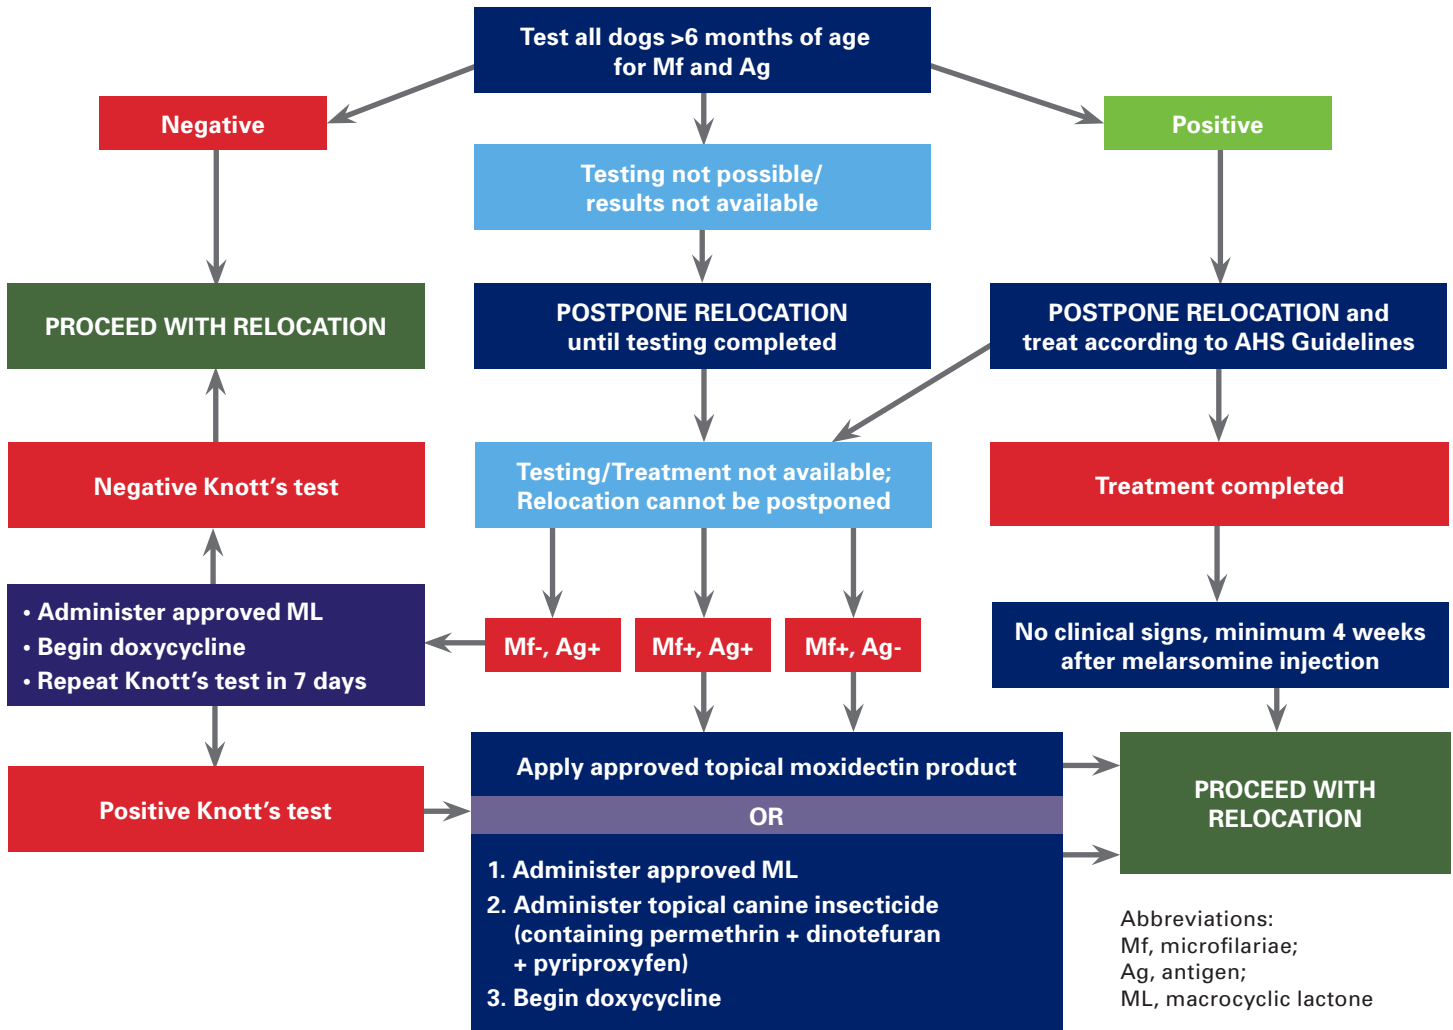 Test all dogs >6 months of age
for Mf and Ag
Negative
Positive
Testing not possible/
results not available
PROCEED WITH RELOCATION
POSTPONE RELOCATION
until testing completed
POSTPONE RELOCATION and
treat according to AHS Guidelines
Negative Knott's test
Testing/Treatment not available;
Relocation cannot be postponed
Treatment completed
• Administer approved ML
• Begin doxycycline
• Repeat Knott's test in 7 days
Mf-, Ag+
Mf+, Ag+
Mf+, Ag-
No clinical signs, minimum 4 weeks
after melarsomine injection
Positive Knott's test
Apply approved topical moxidectin product
OR
1. Administer approved ML
2. Administer topical canine insecticide
(containing permethrin + dinotefuran
+ pyriproxyfen)
3. Begin doxycycline
PROCEED WITH
RELOCATION
Abbreviations:
Mf, microfilariae;
Ag, antigen;
ML, macrocyclic lactone